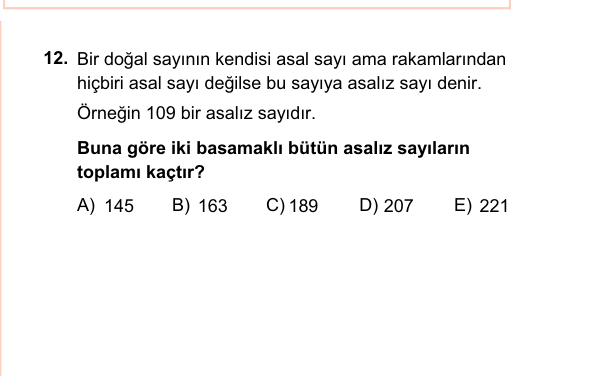 12. Bir doğal sayının kendisi asal sayı ama rakamlarından
hiçbiri asal sayı değilse bu sayıya asalız sayı denir.
Örneğin 109 bir asalız sayıdır.
Buna göre iki basamaklı bütün asalız sayıların
toplamı kaçtır?
A) 145 B) 163 C) 189 D) 207 E) 221